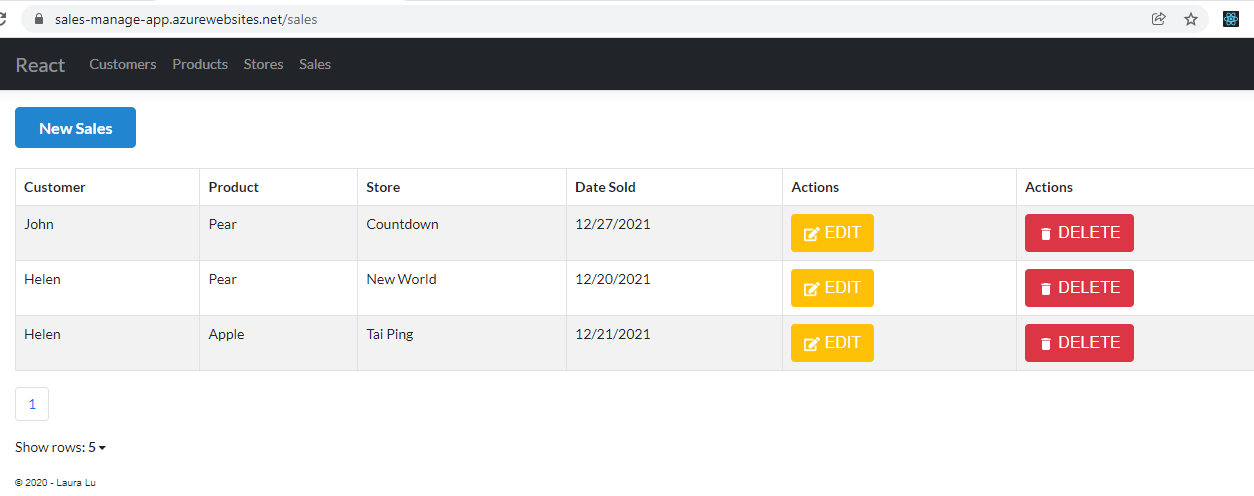 sales-manage-app.azurewebsites.net/sales
React Customers Products Stores Sales
New Sales
Customer Product Store Date Sold Actions Actions
John Pear Countdown 12/27/2021 EDIT DELETE
Helen Pear New World 12/20/2021 EDIT DELETE
Helen Apple Tai Ping 12/21/2021 EDIT DELETE
1
Show rows: 5
© 2020 - Laura Lu